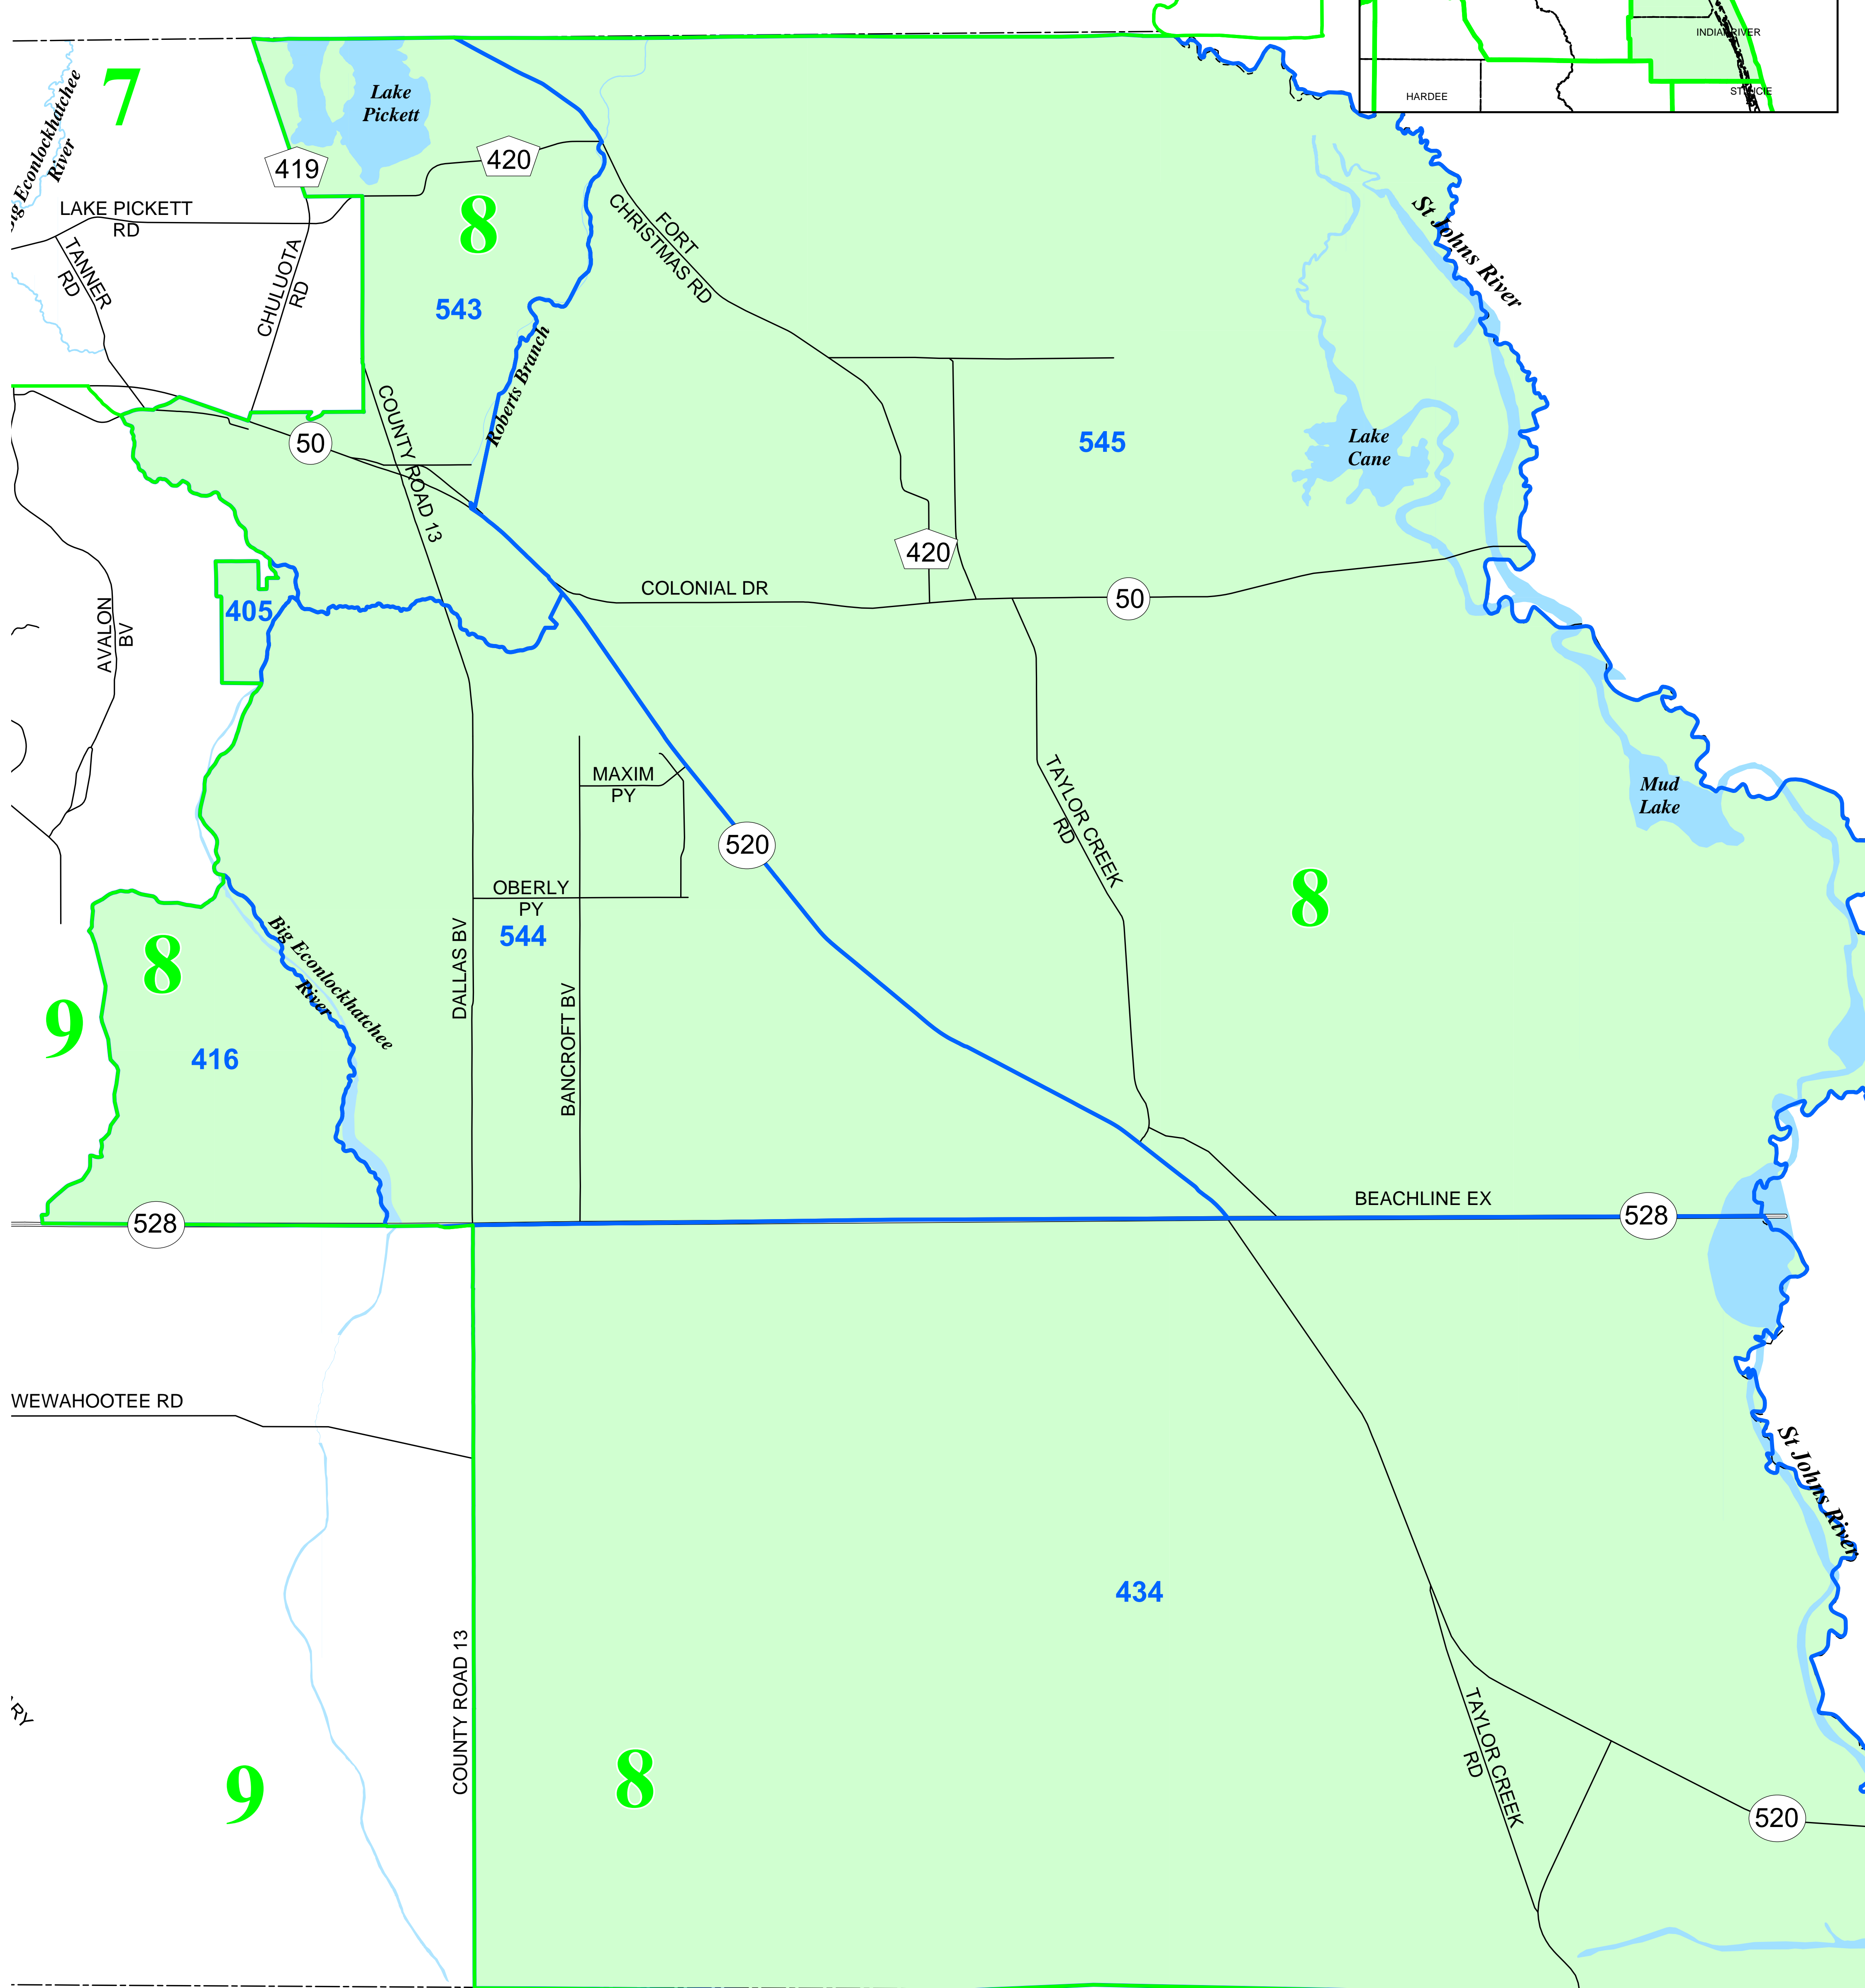 INDIAN RIVER
ST LUCIE
HARDEE
7
Lake
Pickett
Econlockhatchee
River
419
420
LAKE PICKETT
RD
8
St Johns River
FORT
CHRISTMAS RD
TANNER
RD
CHULUOTA
RD
543
Roberts Branch
COUNTY ROAD 13
50
545
Lake
Cane
420
COLONIAL DR
50
405
AVALON
BV
MAXIM
PY
TAYLOR CREEK
RD
Mud
Lake
520
OBERLY
PY
544
8
8
Big Econlockhatchee
River
DALLAS BV
BANCROFT BV
9
416
BEACHLINE EX
528
528
WEWAHOOTEE RD
St Johns River
434
COUNTY ROAD 13
TAYLOR CREEK
RD
RY
8
9
520